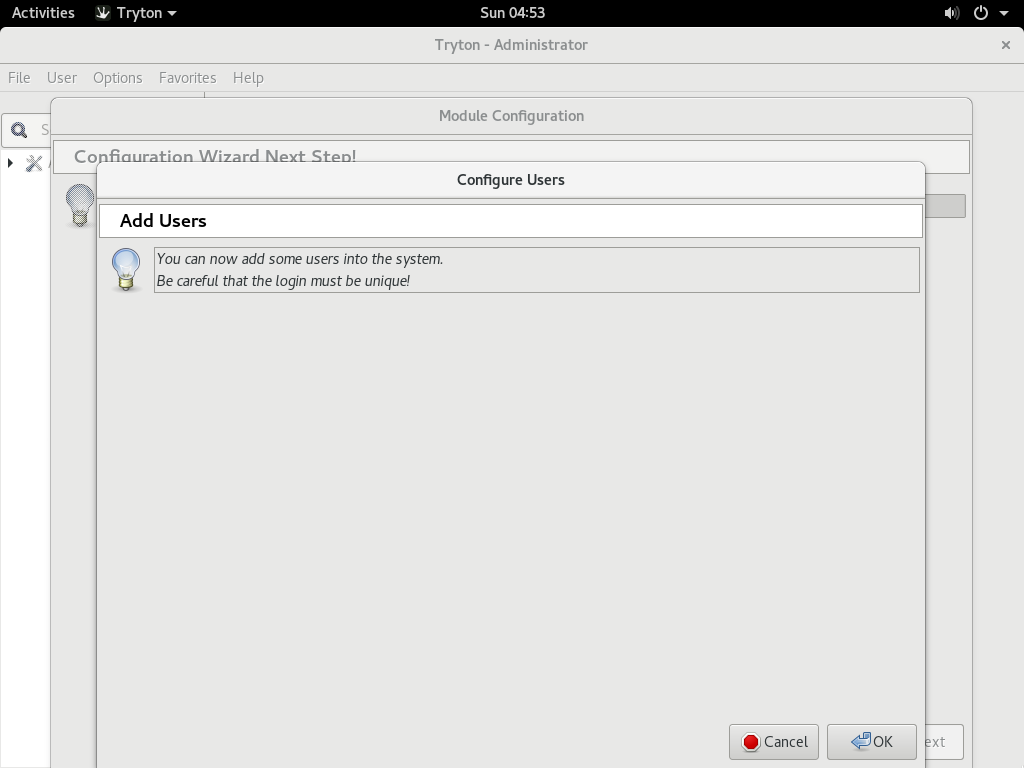 Activities Tryton Sun 04:53
Tryton - Administrator
File User Options Favorites Help
Module Configuration
S
Configuration Wizard Next Step!
Configure Users
Add Users
You can now add some users into the system.
Be careful that the login must be unique!
Cancel OK ext